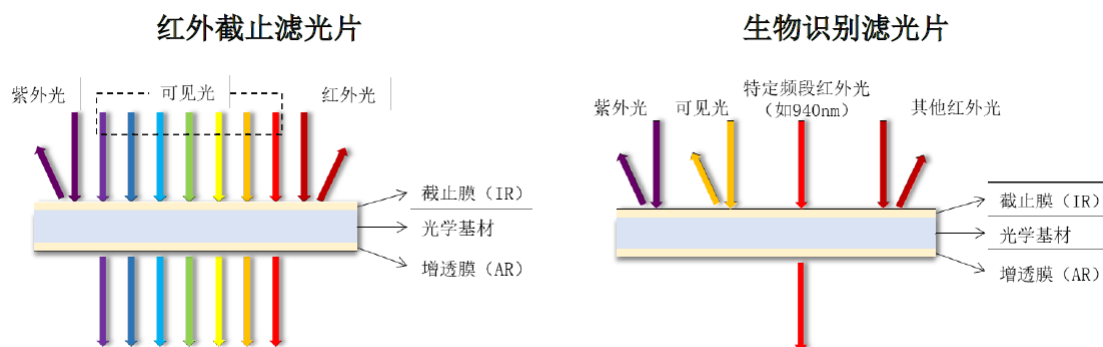 红外截止滤光片
紫外光
可见光
红外光
截止膜（IR）
光学基材
增透膜（AR）
生物识别滤光片
紫外光
可见光
特定频段红外光
（如940nm）
其他红外光
截止膜（IR）
光学基材
增透膜（AR）